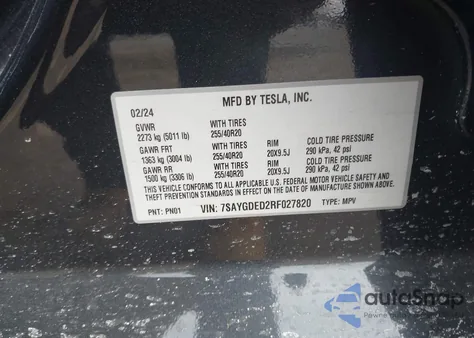 MFD BY TESLA, INC.
02/24
GVWR WITH TIRES
2273 kg (5011 lb) 255/40R20
GAWR FRT WITH TIRES RIM COLD TIRE PRESSURE
1363 kg (3004 lb) 255/40R20 20X9.5J 290 kPa, 42 psi
GAWR RR WITH TIRES RIM COLD TIRE PRESSURE
1500 kg (3306 lb) 255/40R20 20X9.5J 290 kPa, 42 psi
THIS VEHICLE CONFORMS TO ALL APPLICABLE U.S. FEDERAL MOTOR
VEHICLE SAFETY AND THEFT PREVENTION STANDARDS
IN EFFECT ON THE DATE OF MANUFACTURE SHOWN ABOVE.
PNT: PN01 VIN: 7SAYGDED2RF027820 TYPE: MPV
autoSnap